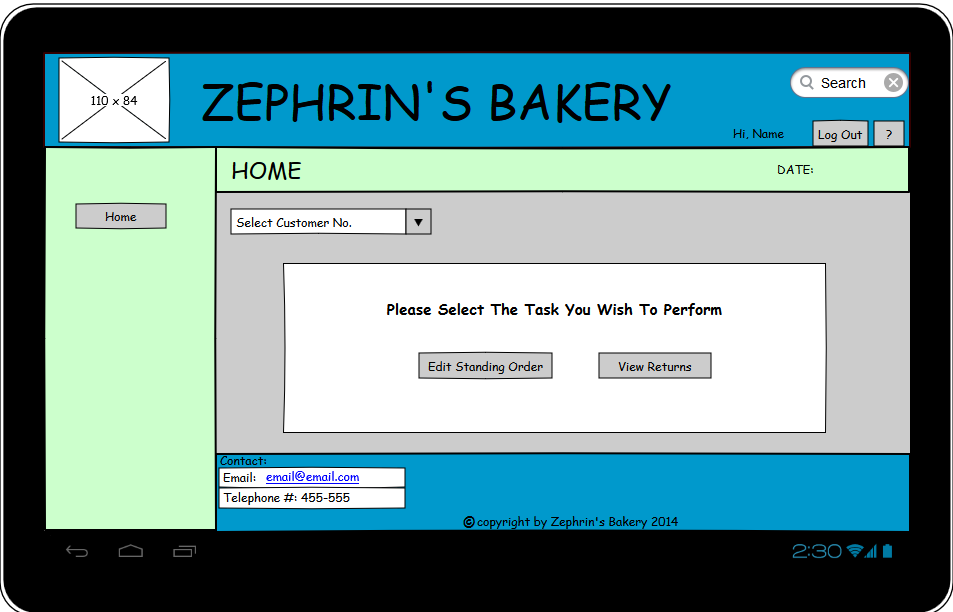 110 x 84
ZEPHRIN'S BAKERY
Search
Hi, Name
Log Out
?
HOME
DATE:
Home
Select Customer No.
Please Select The Task You Wish To Perform
Edit Standing Order
View Returns
Contact:
Email: email@email.com
Telephone #: 455-555
© copyright by Zephrin's Bakery 2014
2:30